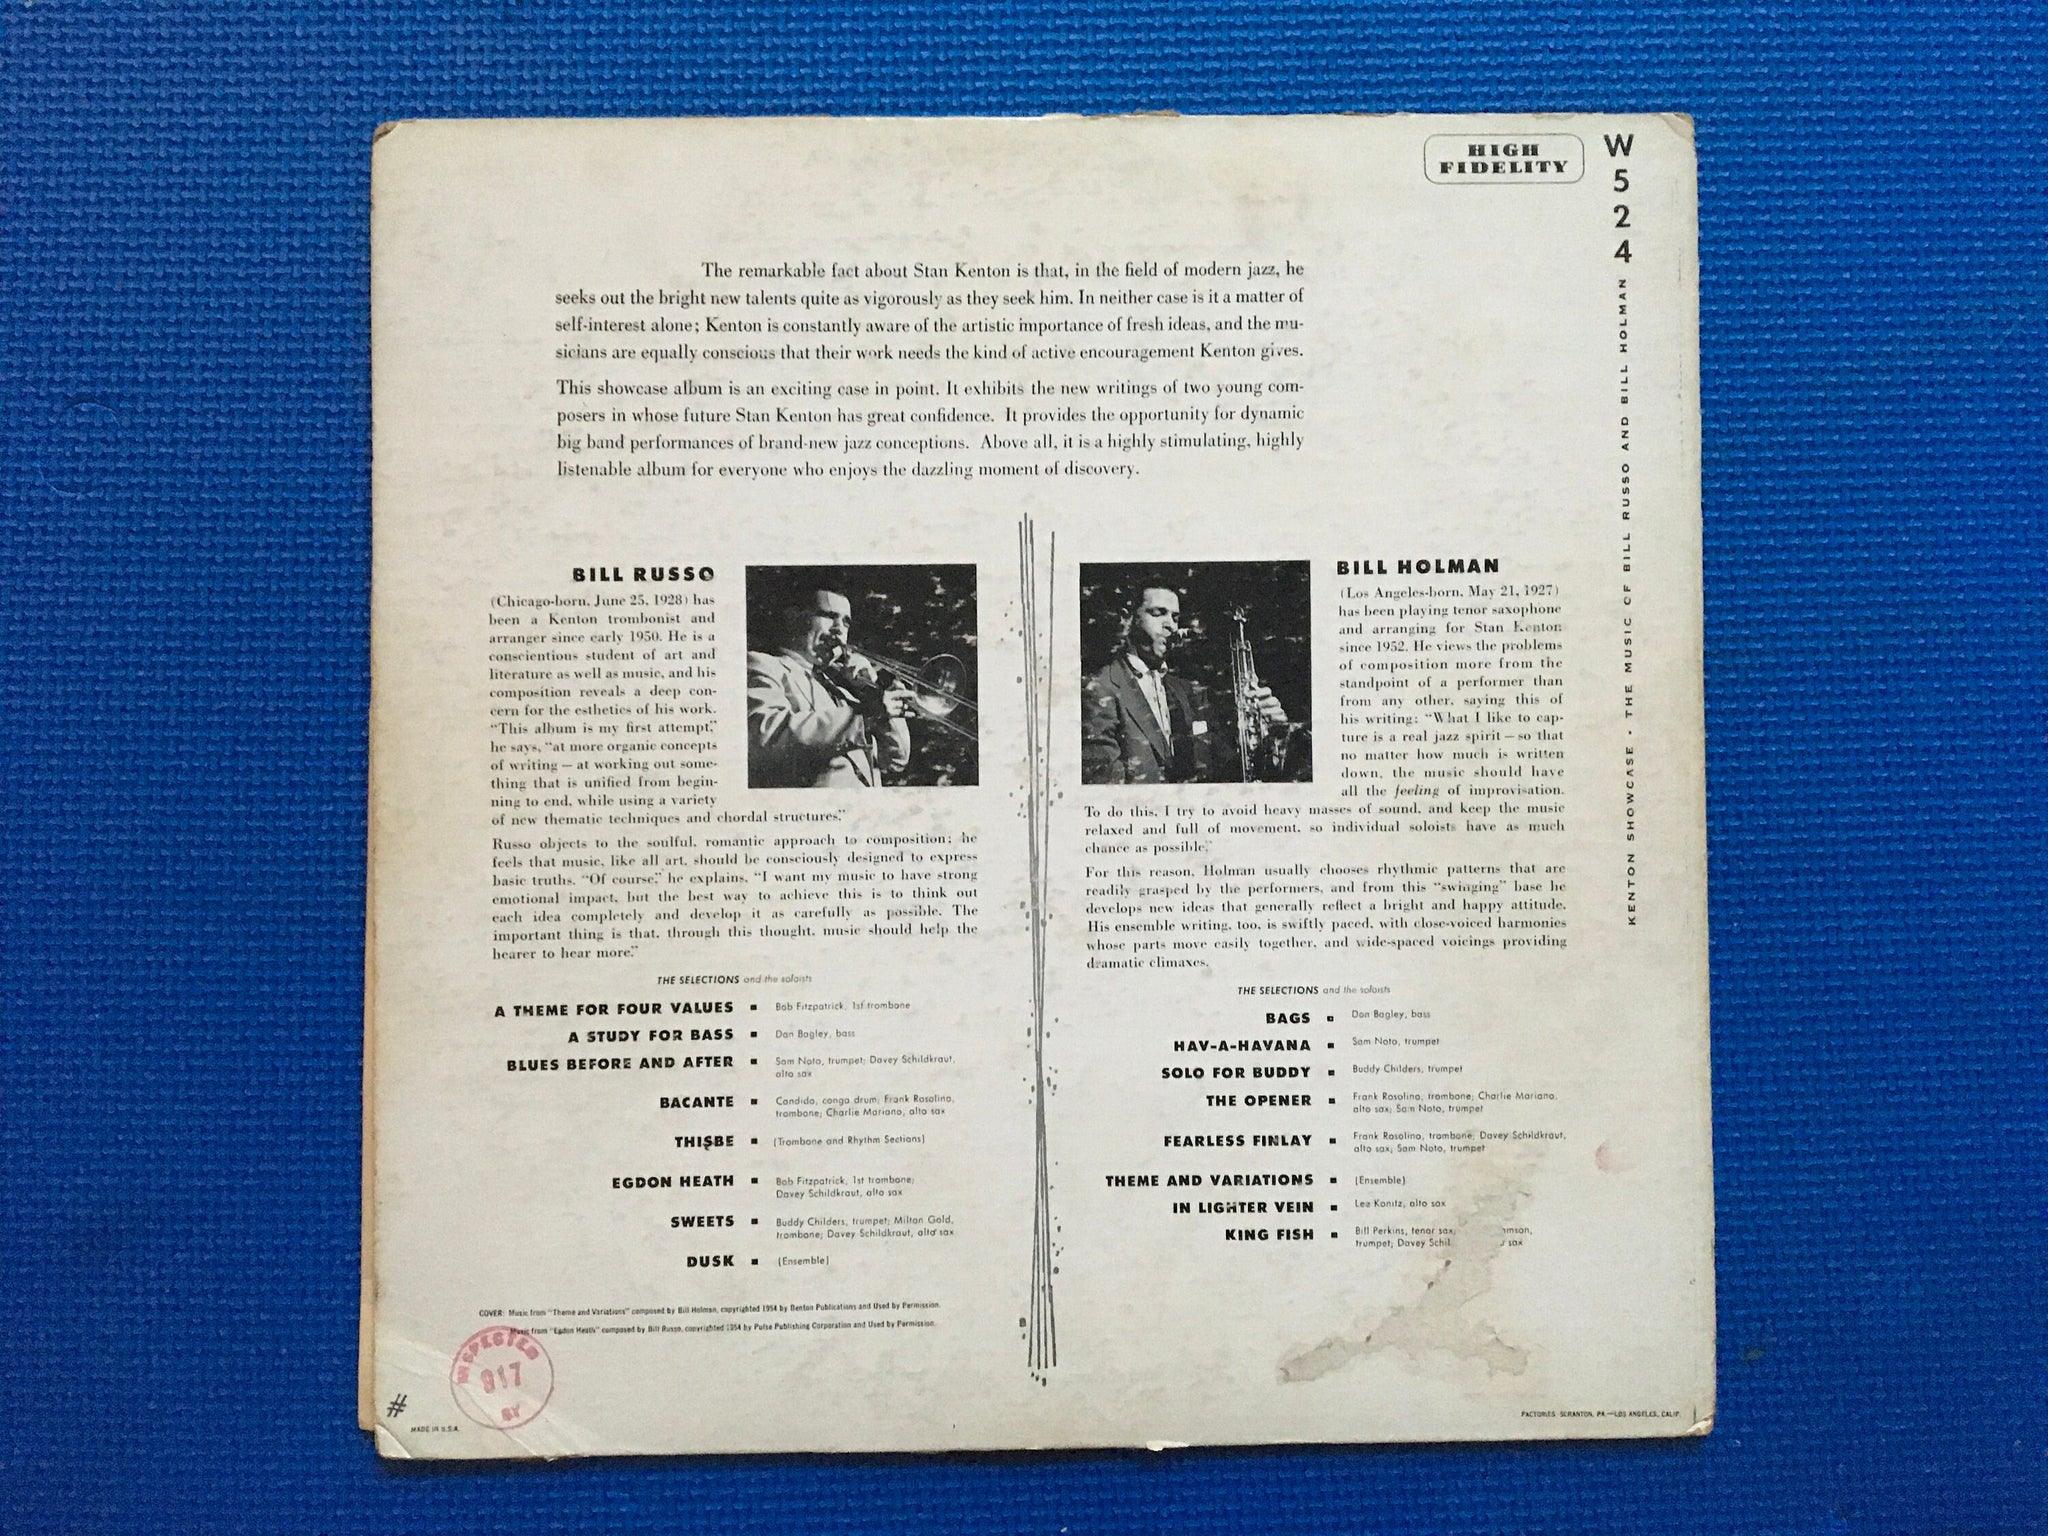 HIGH
FIDELITY
W
5
2
4
KENTON SHOWCASE • THE MUSIC OF BILL RUSSO AND BILL HOLMAN
The remarkable fact about Stan Kenton is that, in the field of modern jazz, he
seeks out the bright new talents quite as vigorously as they seek him. In neither case is it a matter of
self-interest alone; Kenton is constantly aware of the artistic importance of fresh ideas, and the mu-
sicians are equally conscious that their work needs the kind of active encouragement Kenton gives.
This showcase album is an exciting case in point. It exhibits the new writings of two young com-
posers in whose future Stan Kenton has great confidence. It provides the opportunity for dynamic
big band performances of brand-new jazz conceptions. Above all, it is a highly stimulating, highly
listenable album for everyone who enjoys the dazzling moment of discovery.
BILL RUSSO
(Chicago-born, June 25, 1928) has
been a Kenton trombonist and
arranger since early 1950. He is a
conscientious student of art and
literature as well as music, and his
composition reveals a deep con-
cern for the esthetics of his work.
"This album is my first attempt,"
he says, "at more organic concepts
of writing — at working out some-
thing that is unified from begin-
ning to end, while using a variety
of new thematic techniques and chordal structures."
Russo objects to the soulful, romantic approach to composition; he
feels that music, like all art, should be consciously designed to express
basic truths. "Of course," he explains, "I want my music to have strong
emotional impact, but the best way to achieve this is to think out
each idea completely and develop it as carefully as possible. The
important thing is that, through this thought, music should help the
hearer to hear more."
THE SELECTIONS and the soloists
A THEME FOR FOUR VALUES ▪ Bob Fitzpatrick, 1st trombone
A STUDY FOR BASS ▪ Don Bagley, bass
BLUES BEFORE AND AFTER ▪ Sam Noto, trumpet; Davey Schildkraut,
alto sax
BACANTE ▪ Candido, conga drum; Frank Rosolino,
trombone; Charlie Mariano, alto sax
THISBE ▪ (Trombone and Rhythm Sections)
EGDON HEATH ▪ Bob Fitzpatrick, 1st trombone;
Davey Schildkraut, alto sax
SWEETS ▪ Buddy Childers, trumpet; Milton Gold,
trombone; Davey Schildkraut, alto sax
DUSK ▪ (Ensemble)
BILL HOLMAN
(Los Angeles-born, May 21, 1927)
has been playing tenor saxophone
and arranging for Stan Kenton
since 1952. He views the problems
of composition more from the
standpoint of a performer than
from any other, saying this of
his writing: "What I like to cap-
ture is a real jazz spirit — so that
no matter how much is written
down, the music should have
all the feeling of improvisation.
To do this, I try to avoid heavy masses of sound, and keep the music
relaxed and full of movement, so individual soloists have as much
chance as possible."
For this reason, Holman usually chooses rhythmic patterns that are
readily grasped by the performers, and from this "swinging" base he
develops new ideas that generally reflect a bright and happy attitude.
His ensemble writing, too, is swiftly paced, with close-voiced harmonies
whose parts move easily together, and wide-spaced voicings providing
dramatic climaxes.
THE SELECTIONS and the soloists
BAGS ▪ Don Bagley, bass
HAV-A-HAVANA ▪ Sam Noto, trumpet
SOLO FOR BUDDY ▪ Buddy Childers, trumpet
THE OPENER ▪ Frank Rosolino, trombone; Charlie Mariano,
alto sax; Sam Noto, trumpet
FEARLESS FINLAY ▪ Frank Rosolino, trombone; Davey Schildkraut,
alto sax; Sam Noto, trumpet
THEME AND VARIATIONS ▪ (Ensemble)
IN LIGHTER VEIN ▪ Lee Konitz, alto sax
KING FISH ▪ Bill Perkins, tenor sax;
trumpet; Davey sax
COVER: Music from "Theme and Variations" composed by Bill Holman, copyrighted 1954 by Benton Publications and Used by Permission.
Music from "Egdon Heath" composed by Bill Russo, copyrighted 1954 by Pulse Publishing Corporation and Used by Permission.
INSPECTED
917
BY
#
MADE IN U.S.A.
FACTORIES: SCRANTON, PA.—LOS ANGELES, CALIF.